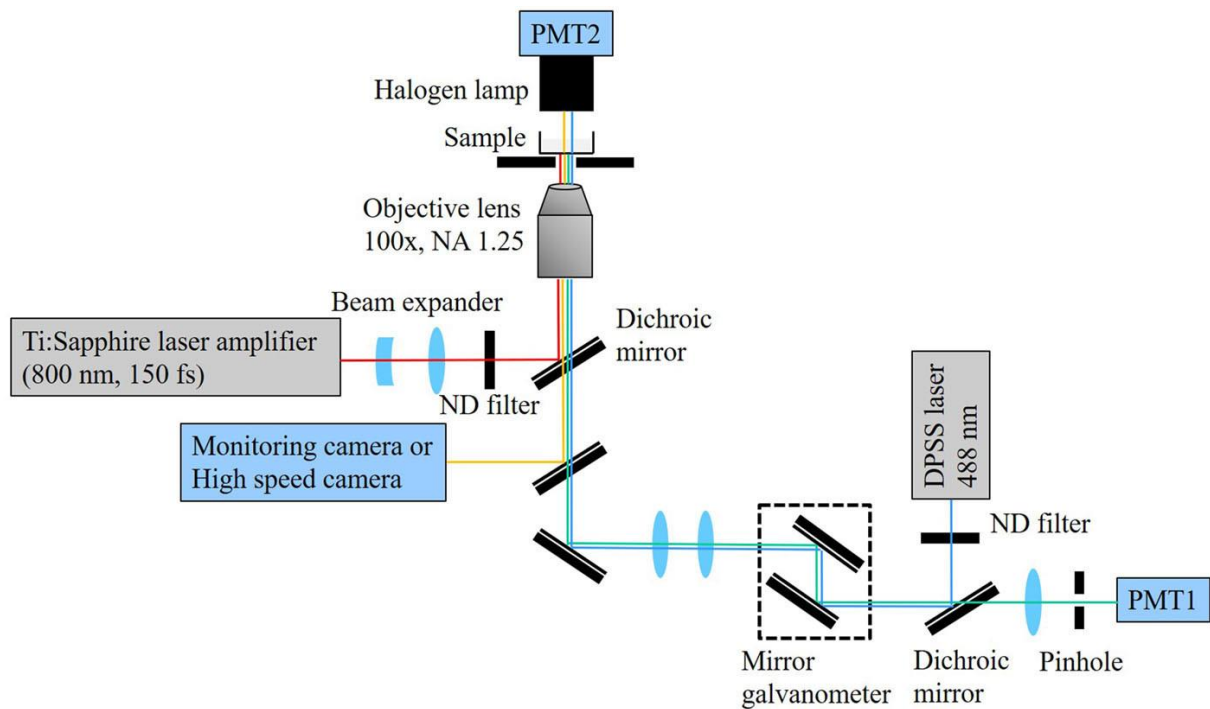 PMT2
Halogen lamp
Sample
Objective lens
100x, NA 1.25
Beam expander
Ti:Sapphire laser amplifier
(800 nm, 150 fs)
ND filter
Dichroic
mirror
Monitoring camera or
High speed camera
DPSS laser
488 nm
ND filter
PMT1
Mirror
galvanometer
Dichroic
mirror
Pinhole